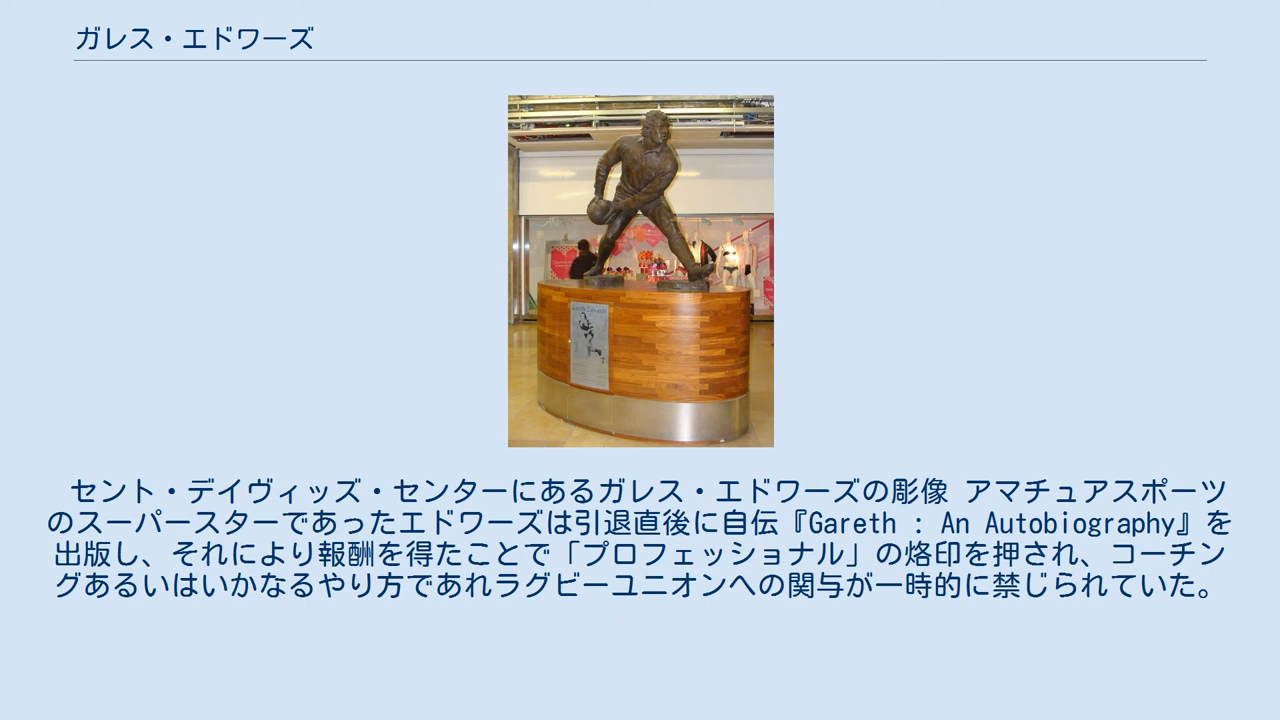 ガレス・エドワーズ
セント・デイヴィッズ・センターにあるガレス・エドワーズの彫像 アマチュアスポーツ
のスーパースターであったエドワーズは引退直後に自伝『Gareth : An Autobiography』を
出版し、それにより報酬を得たことで「プロフェッショナル」の烙印を押され、コーチン
グあるいはいかなるやり方であれラグビーユニオンへの関与が一時的に禁じられていた。